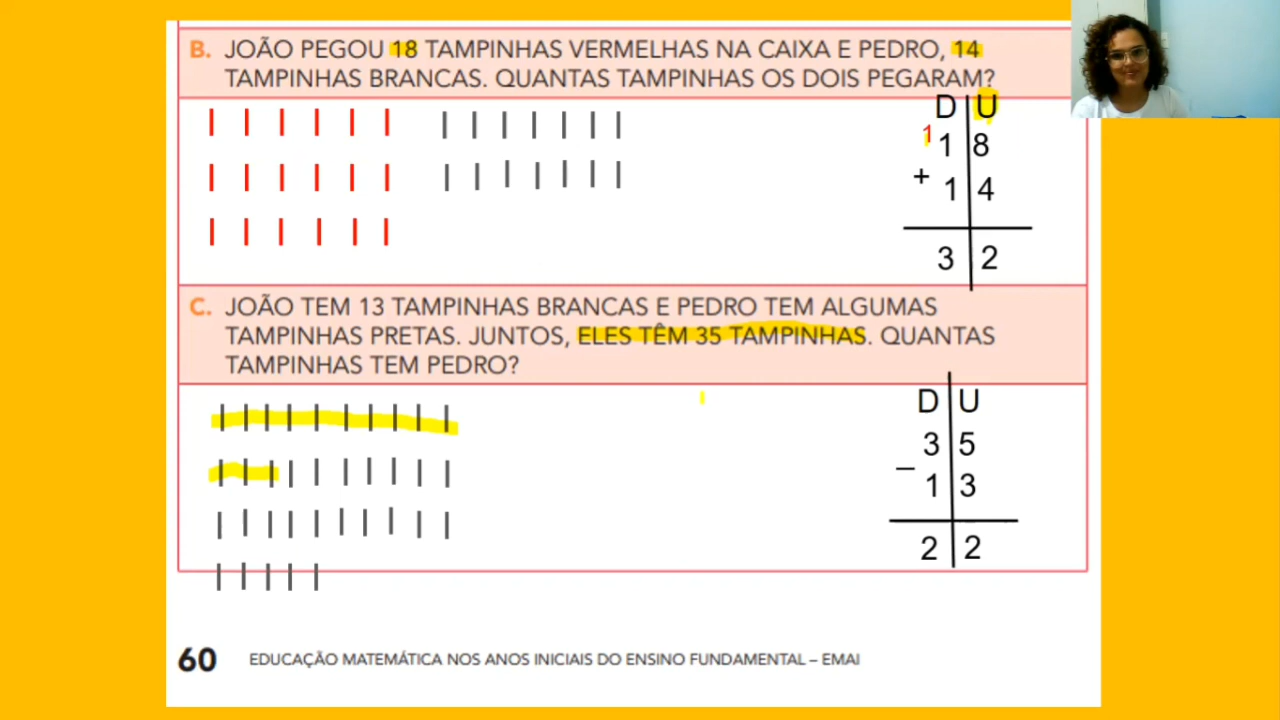 B. JOÃO PEGOU 18 TAMPINHAS VERMELHAS NA CAIXA E PEDRO, 14
TAMPINHAS BRANCAS. QUANTAS TAMPINHAS OS DOIS PEGARAM?
D U
1
1 8
+
1 4
3 2
C. JOÃO TEM 13 TAMPINHAS BRANCAS E PEDRO TEM ALGUMAS
TAMPINHAS PRETAS. JUNTOS, ELES TÊM 35 TAMPINHAS. QUANTAS
TAMPINHAS TEM PEDRO?
D U
3 5
–
1 3
2 2
60 EDUCAÇÃO MATEMÁTICA NOS ANOS INICIAIS DO ENSINO FUNDAMENTAL – EMAI